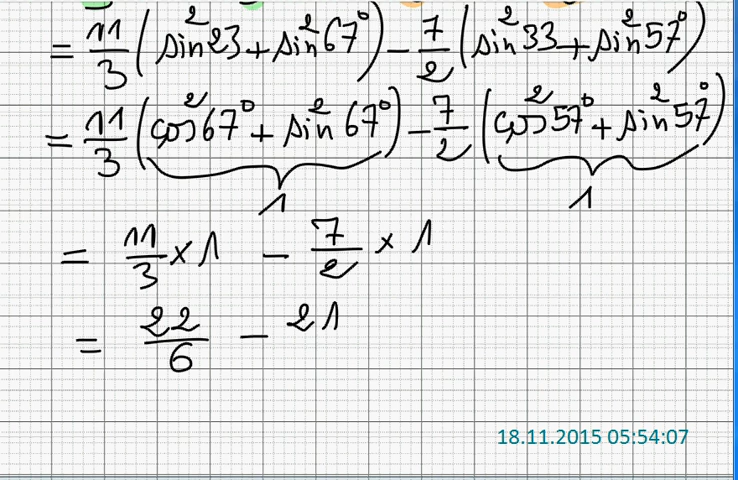 = 11/3 (sin²23 + sin²67°) - 7/2 (sin²33 + sin²57°)
= 11/3 (cos²67° + sin²67°) - 7/2 (cos²57° + sin²57°)
1 1
= 11/3 × 1 - 7/2 × 1
= 22/6 - 21
18.11.2015 05:54:07